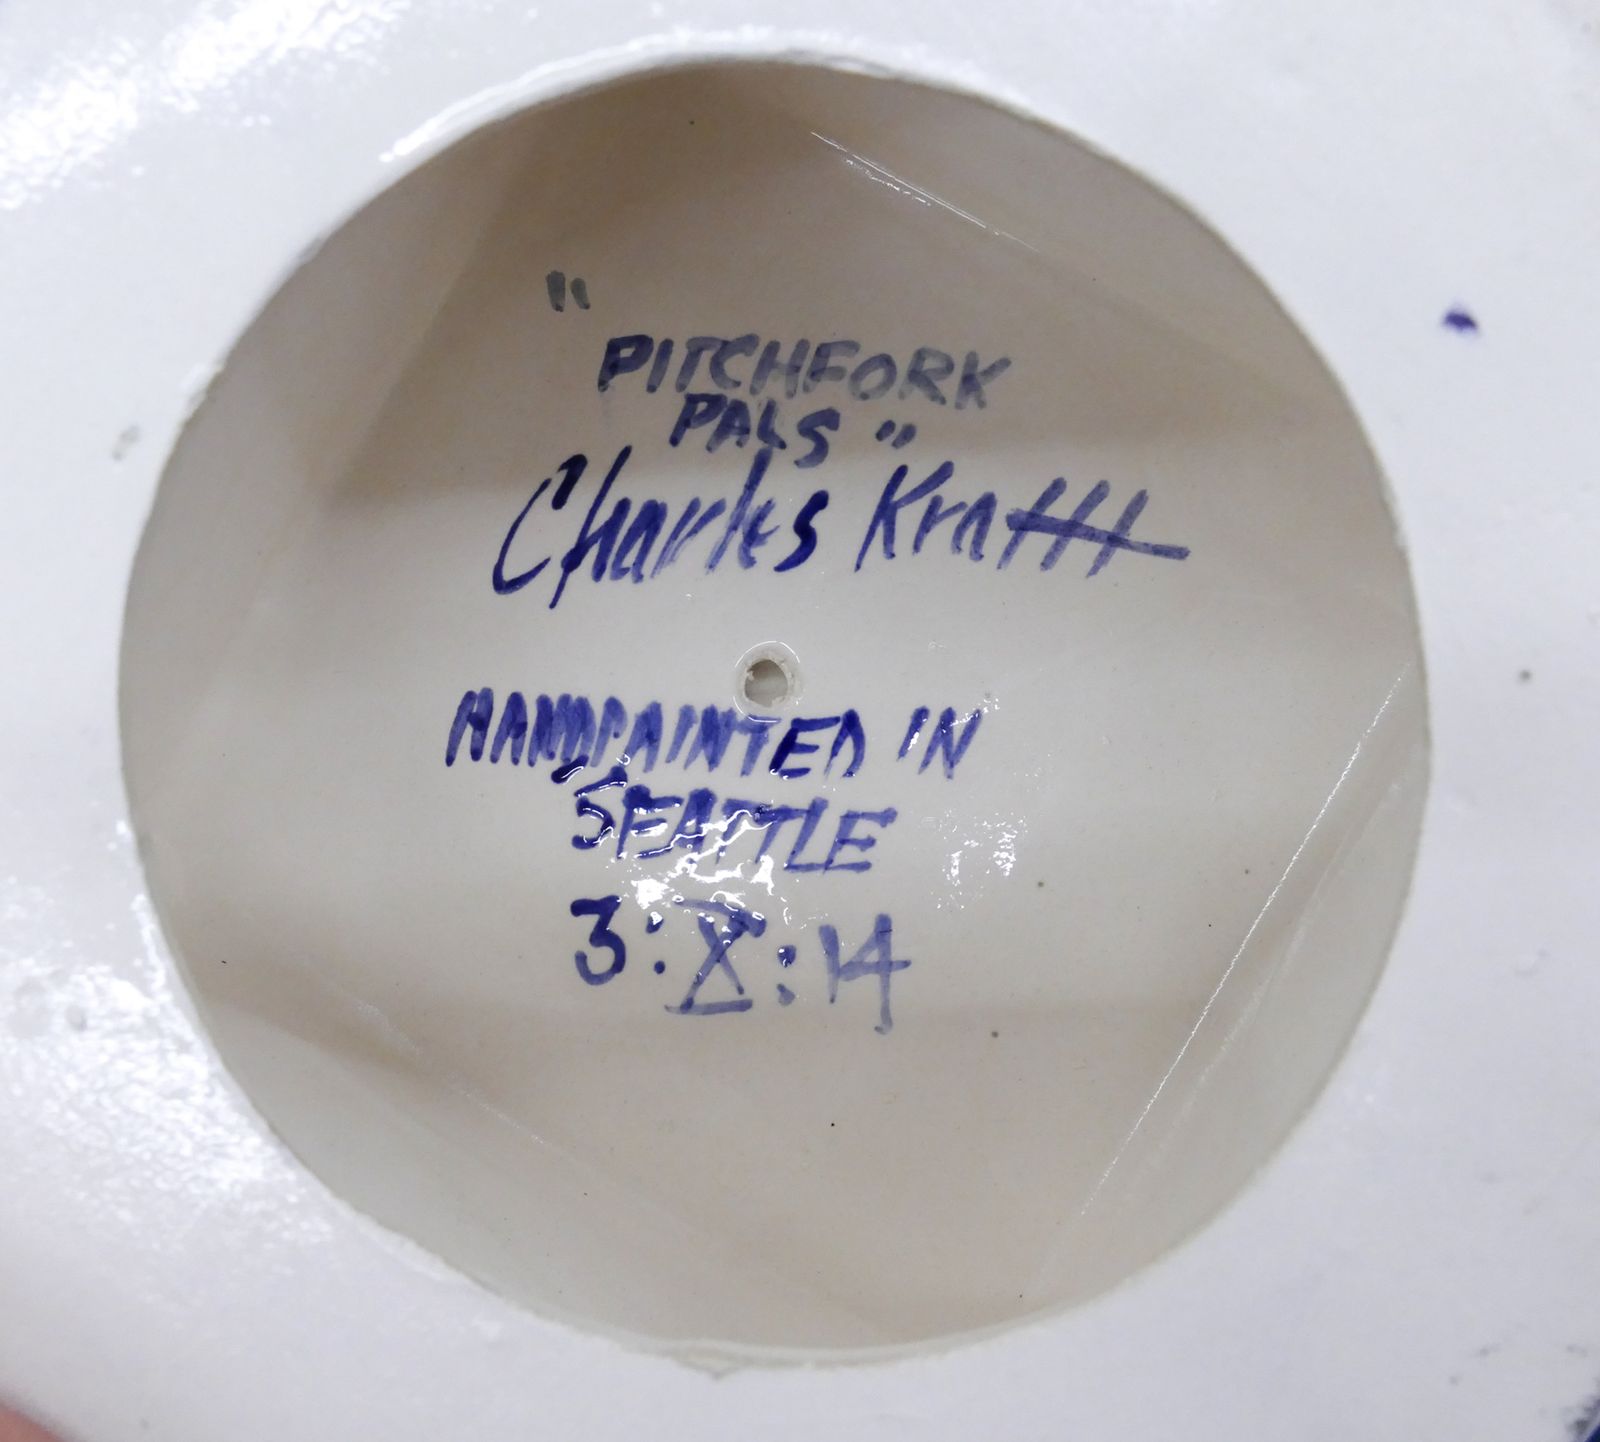 "
PITCHFORK
PALS"
Charles Krafft
HANDPAINTED IN
SEATTLE
3:X:14